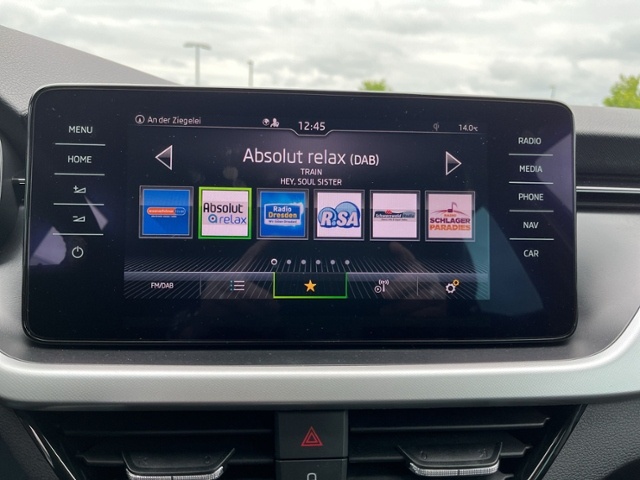 An der Ziegelei
12:45
14.0°C
MENU
HOME
RADIO
MEDIA
PHONE
NAV
CAR
Absolut relax (DAB)
TRAIN
HEY, SOUL SISTER
Absolut
relax
Radio
Dresden
R.SA
SCHLAGER
PARADIES
FM/DAB